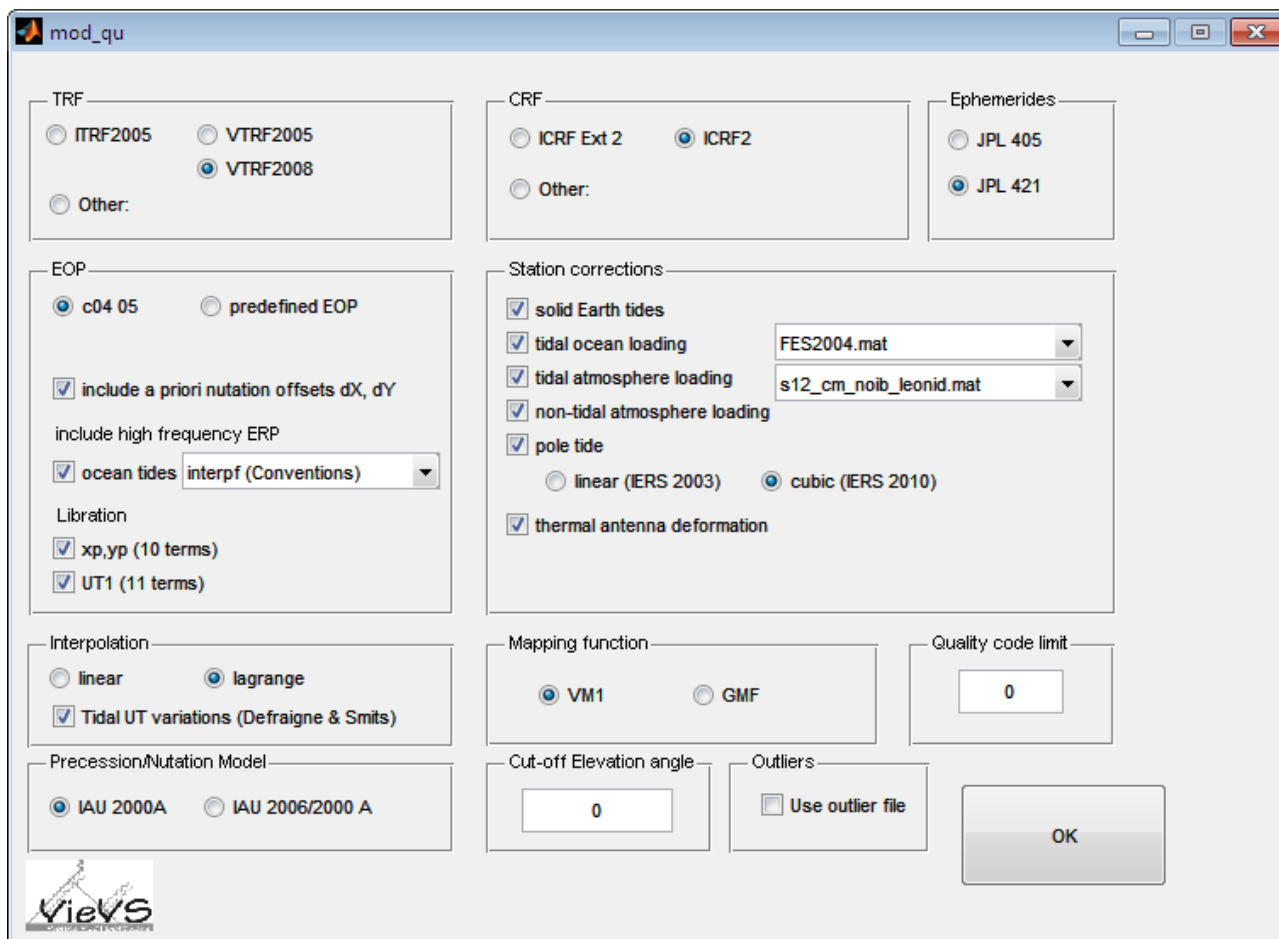 mod_qu
TRF
ITRF2005 VTRF2005
VTRF2008
Other:
CRF
ICRF Ext 2 ICRF2
Other:
Ephemerides
JPL 405
JPL 421
EOP
c04 05 predefined EOP
include a priori nutation offsets dX, dY
include high frequency ERP
ocean tides interpf (Conventions)
Libration
xp,yp (10 terms)
UT1 (11 terms)
Station corrections
solid Earth tides
tidal ocean loading FES2004.mat
tidal atmosphere loading s12_cm_noib_leonid.mat
non-tidal atmosphere loading
pole tide
linear (IERS 2003) cubic (IERS 2010)
thermal antenna deformation
Interpolation
linear lagrange
Tidal UT variations (Defraigne & Smits)
Mapping function
VM1 GMF
Quality code limit
0
Precession/Nutation Model
IAU 2000A IAU 2006/2000 A
Cut-off Elevation angle
0
Outliers
Use outlier file
OK
VieVS